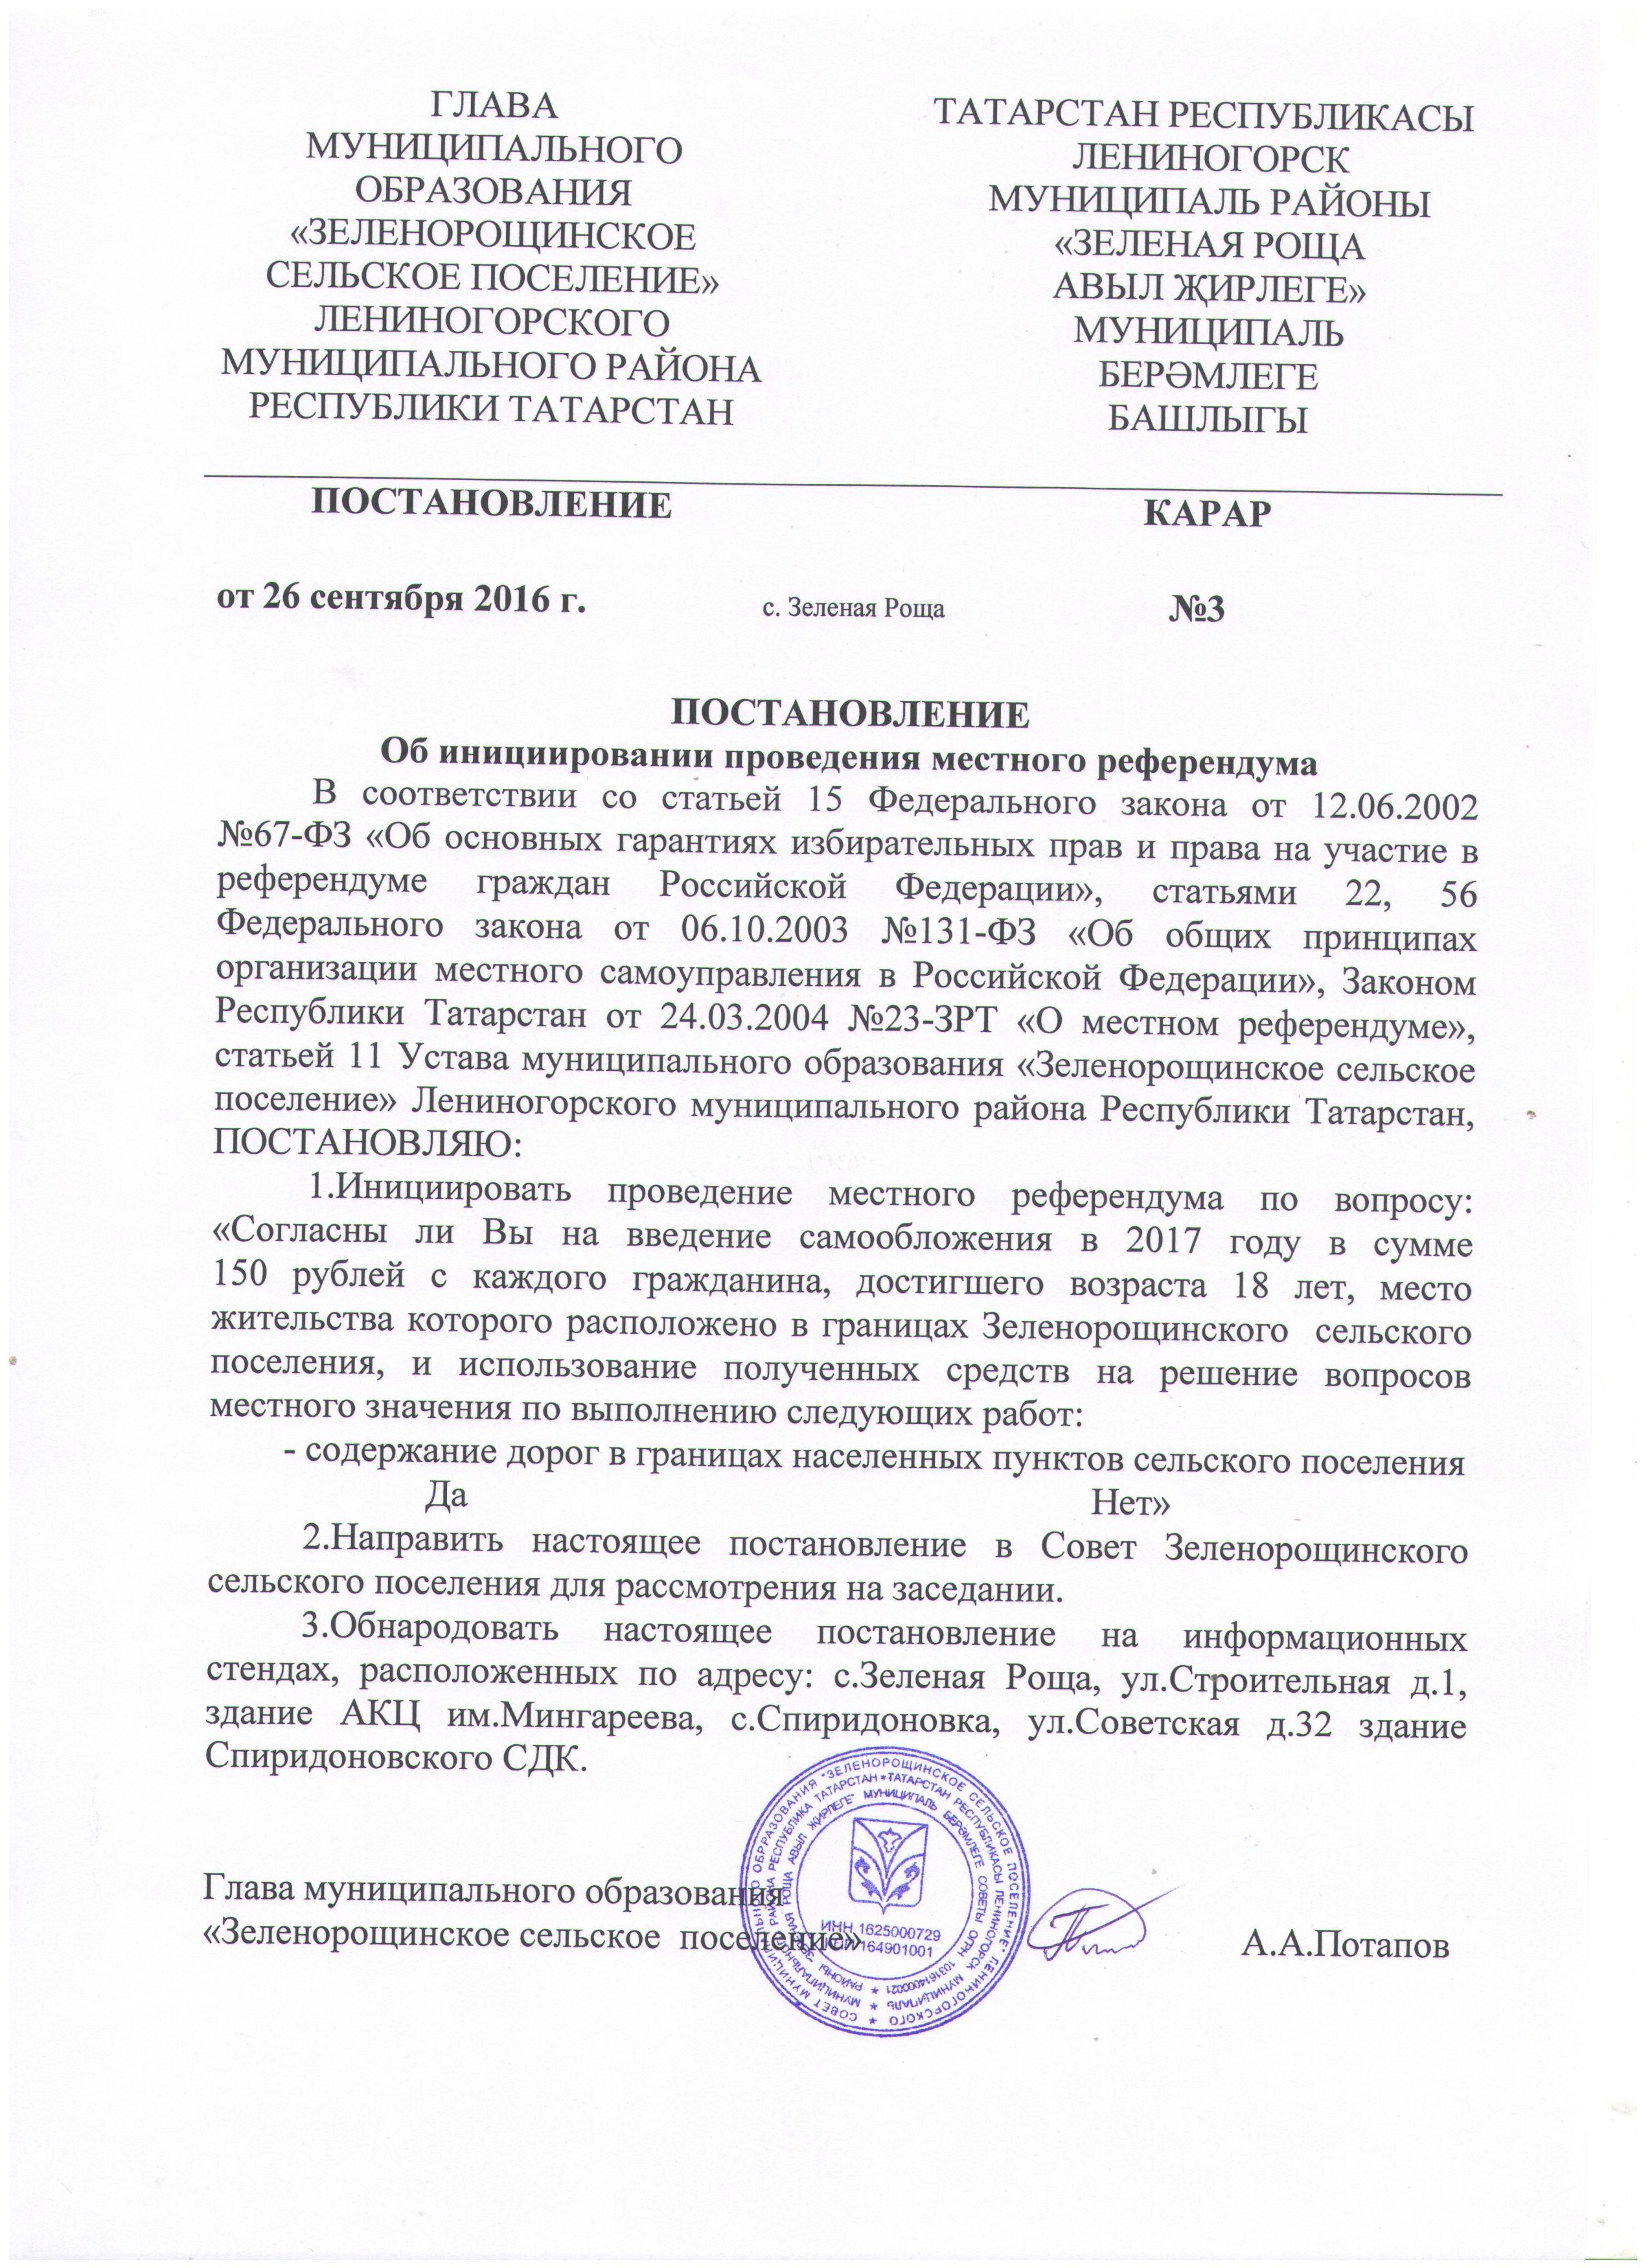 ГЛАВА
МУНИЦИПАЛЬНОГО
ОБРАЗОВАНИЯ
«ЗЕЛЕНОРОЩИНСКОЕ
СЕЛЬСКОЕ ПОСЕЛЕНИЕ»
ЛЕНИНОГОРСКОГО
МУНИЦИПАЛЬНОГО РАЙОНА
РЕСПУБЛИКИ ТАТАРСТАН
ТАТАРСТАН РЕСПУБЛИКАСЫ
ЛЕНИНОГОРСК
МУНИЦИПАЛЬ РАЙОНЫ
«ЗЕЛЕНАЯ РОЩА
АВЫЛ ҖИРЛЕГЕ»
МУНИЦИПАЛЬ
БЕРӘМЛЕГЕ
БАШЛЫГЫ
ПОСТАНОВЛЕНИЕ КАРАР
от 26 сентября 2016 г. с. Зеленая Роща №3
ПОСТАНОВЛЕНИЕ
Об инициировании проведения местного референдума
В соответствии со статьей 15 Федерального закона от 12.06.2002
№67-ФЗ «Об основных гарантиях избирательных прав и права на участие в
референдуме граждан Российской Федерации», статьями 22, 56
Федерального закона от 06.10.2003 №131-ФЗ «Об общих принципах
организации местного самоуправления в Российской Федерации», Законом
Республики Татарстан от 24.03.2004 №23-ЗРТ «О местном референдуме»,
статьей 11 Устава муниципального образования «Зеленорощинское сельское
поселение» Лениногорского муниципального района Республики Татарстан,
ПОСТАНОВЛЯЮ:
1.Инициировать проведение местного референдума по вопросу:
«Согласны ли Вы на введение самообложения в 2017 году в сумме
150 рублей с каждого гражданина, достигшего возраста 18 лет, место
жительства которого расположено в границах Зеленорощинского сельского
поселения, и использование полученных средств на решение вопросов
местного значения по выполнению следующих работ:
- содержание дорог в границах населенных пунктов сельского поселения
Да Нет»
2.Направить настоящее постановление в Совет Зеленорощинского
сельского поселения для рассмотрения на заседании.
3.Обнародовать настоящее постановление на информационных
стендах, расположенных по адресу: с.Зеленая Роща, ул.Строительная д.1,
здание АКЦ им.Мингареева, с.Спиридоновка, ул.Советская д.32 здание
Спиридоновского СДК.
Глава муниципального образования
«Зеленорощинское сельское поселение» А.А.Потапов
СОВЕТ МУНИЦИПАЛЬНОГО ОБРАЗОВАНИЯ "ЗЕЛЕНОРОЩИНСКОЕ СЕЛЬСКОЕ ПОСЕЛЕНИЕ" ЛЕНИНОГОРСКОГО
МУНИЦИПАЛЬНОГО РАЙОНА РЕСПУБЛИКА ТАТАРСТАН * ТАТАРСТАН РЕСПУБЛИКАСЫ ЛЕНИНОГОРСК МУНИЦИПАЛЬ
РАЙОНЫ "ЗЕЛЕНАЯ РОЩА АВЫЛ ЖИРЛЕГЕ" МУНИЦИПАЛЬ БЕРӘМЛЕГЕ СОВЕТЫ ОГРН 1031614000021
ИНН 1625000729
КПП 164901001